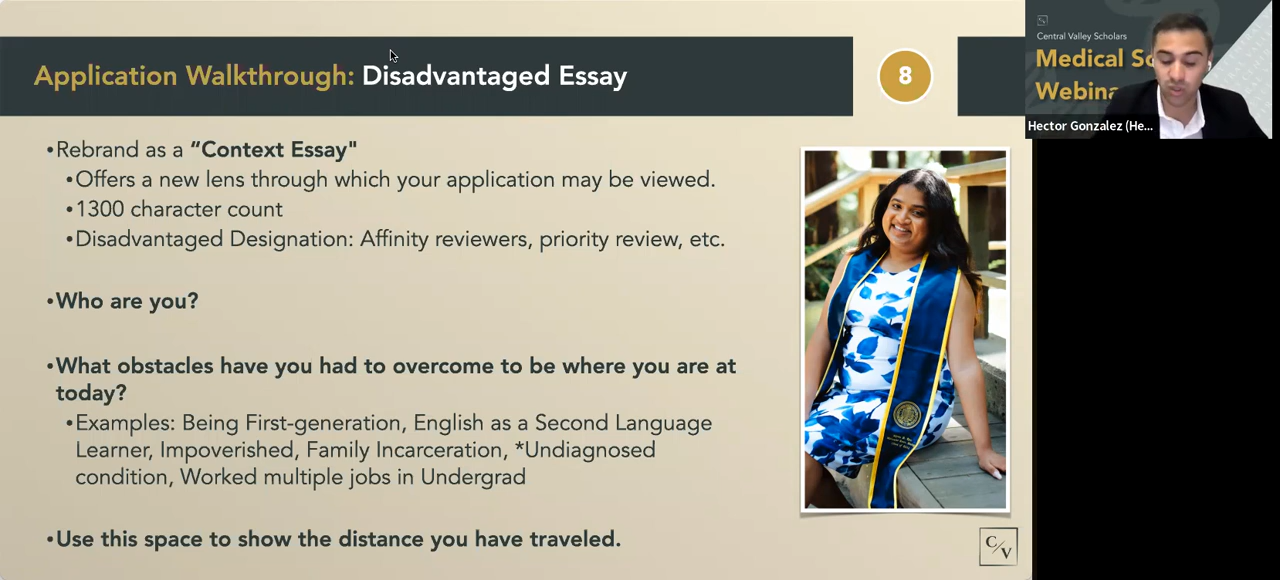 Application Walkthrough: Disadvantaged Essay
8
•Rebrand as a “Context Essay"
•Offers a new lens through which your application may be viewed.
•1300 character count
•Disadvantaged Designation: Affinity reviewers, priority review, etc.
•Who are you?
•What obstacles have you had to overcome to be where you are at
today?
•Examples: Being First-generation, English as a Second Language
Learner, Impoverished, Family Incarceration, *Undiagnosed
condition, Worked multiple jobs in Undergrad
•Use this space to show the distance you have traveled.
C/V
Central Valley Scholars
Medical Sc
Webina
Hector Gonzalez (He...